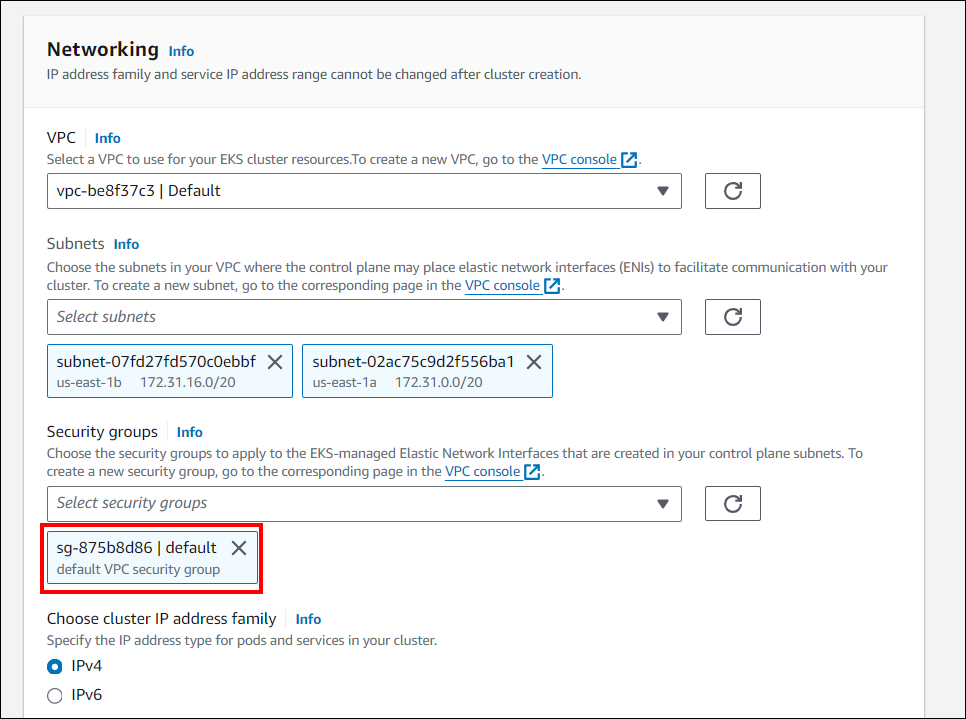 Networking Info
IP address family and service IP address range cannot be changed after cluster creation.
VPC Info
Select a VPC to use for your EKS cluster resources.To create a new VPC, go to the VPC console.
vpc-be8f37c3 | Default
Subnets Info
Choose the subnets in your VPC where the control plane may place elastic network interfaces (ENIs) to facilitate communication with your
cluster. To create a new subnet, go to the corresponding page in the VPC console.
Select subnets
subnet-07fd27fd570c0ebbf subnet-02ac75c9d2f556ba1
us-east-1b 172.31.16.0/20 us-east-1a 172.31.0.0/20
Security groups Info
Choose the security groups to apply to the EKS-managed Elastic Network Interfaces that are created in your control plane subnets. To
create a new security group, go to the corresponding page in the VPC console.
Select security groups
sg-875b8d86 | default
default VPC security group
Choose cluster IP address family Info
Specify the IP address type for pods and services in your cluster.
IPv4
IPv6